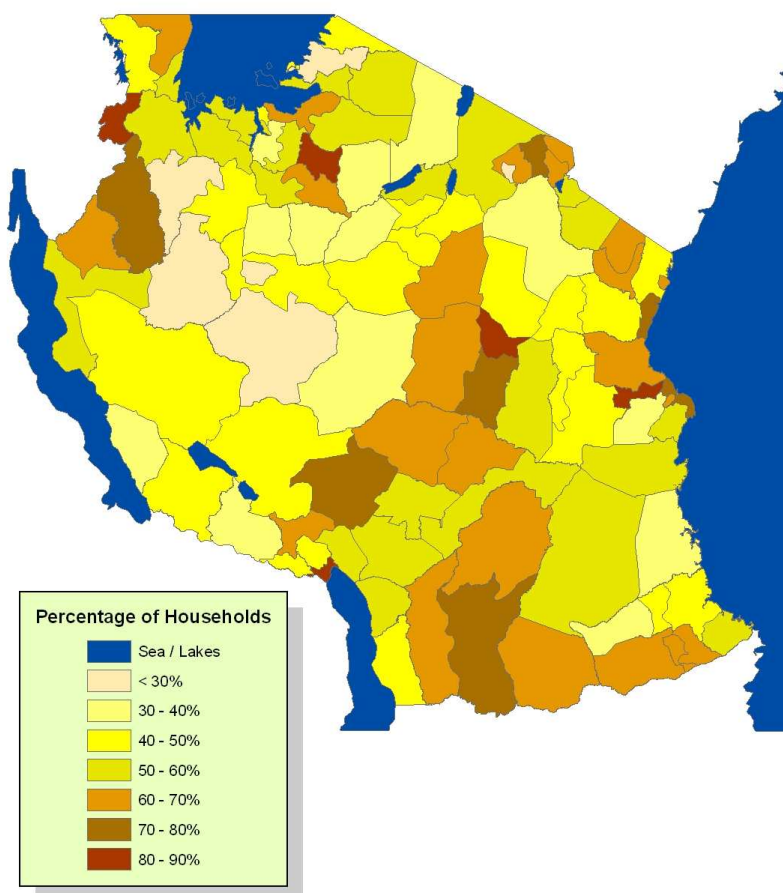 Percentage of Households
Sea / Lakes
< 30%
30 - 40%
40 - 50%
50 - 60%
60 - 70%
70 - 80%
80 - 90%